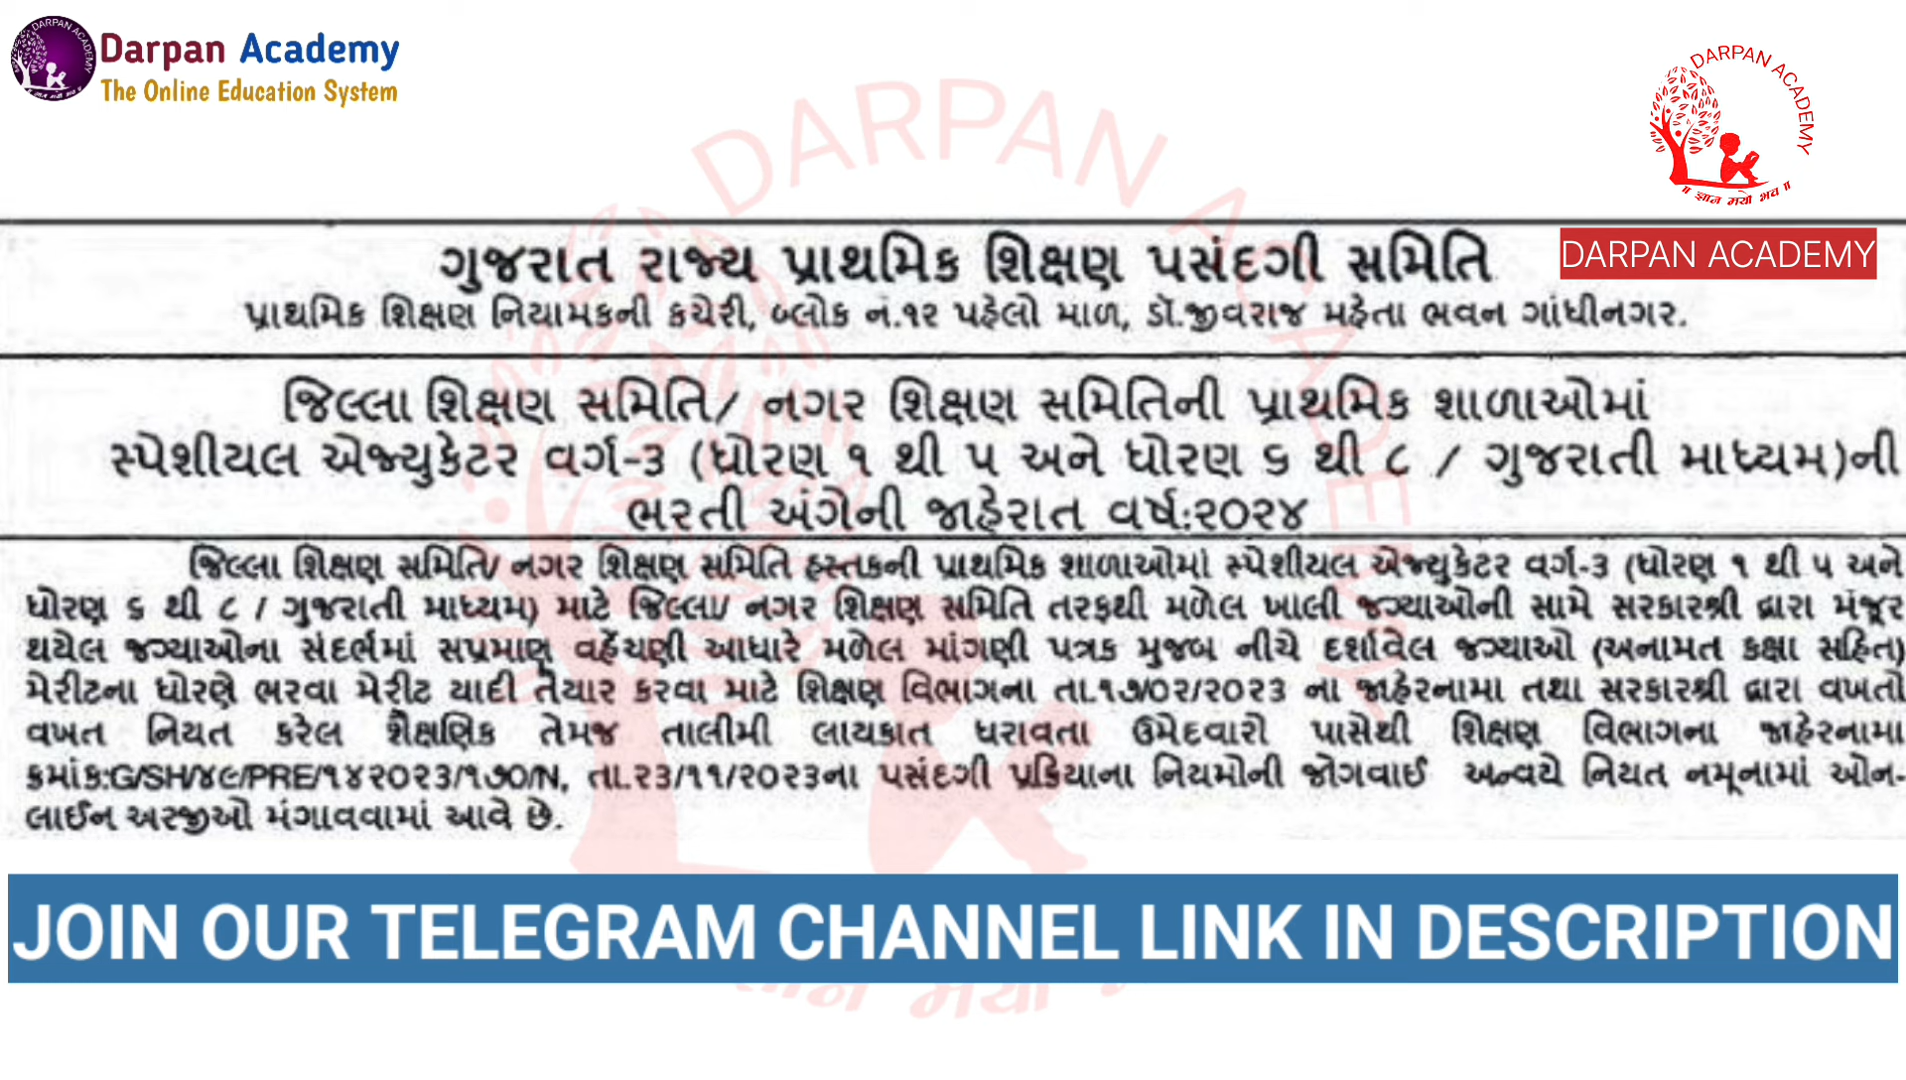 DARPAN ACADEMY
Darpan Academy
The Online Education System
DARPAN ACADEMY
॥ ज्ञान मयो भव ॥
DARPAN ACADEMY
DARPAN ACADEMY
ગુજરાત રાજ્ય પ્રાથમિક શિક્ષણ પસંદગી સમિતિ
પ્રાથમિક શિક્ષણ નિયામકની કચેરી, બ્લોક નં.૧૨ પહેલો માળ, ડૉ.જીવરાજ મહેતા ભવન ગાંધીનગર.
જિલ્લા શિક્ષણ સમિતિ/ નગર શિક્ષણ સમિતિની પ્રાથમિક શાળાઓમાં
સ્પેશીયલ એજ્યુકેટર વર્ગ-૩ (ધોરણ ૧ થી ૫ અને ધોરણ ૬ થી ૮ / ગુજરાતી માધ્યમ)ની
ભરતી અંગેની જાહેરાત વર્ષ:૨૦૨૪
જિલ્લા શિક્ષણ સમિતિ/ નગર શિક્ષણ સમિતિ હસ્તકની પ્રાથમિક શાળાઓમાં સ્પેશીયલ એજ્યુકેટર વર્ગ-૩ (ધોરણ ૧ થી ૫ અને
ધોરણ ૬ થી ૮ / ગુજરાતી માધ્યમ) માટે જિલ્લા/ નગર શિક્ષણ સમિતિ તરફથી મળેલ ખાલી જગ્યાઓની સામે સરકારશ્રી દ્વારા મંજૂર
થયેલ જગ્યાઓના સંદર્ભમાં સપ્રમાણ વહેંચણી આધારે મળેલ માંગણી પત્રક મુજબ નીચે દર્શાવેલ જગ્યાઓ (અનામત કક્ષા સહિત)
મેરીટના ધોરણે ભરવા મેરીટ યાદી તૈયાર કરવા માટે શિક્ષણ વિભાગના તા.૧૭/૦૨/૨૦૨૩ ના જાહેરનામા તથા સરકારશ્રી દ્વારા વખતો
વખત નિયત કરેલ શૈક્ષણિક તેમજ તાલીમી લાયકાત ધરાવતા ઉમેદવારો પાસેથી શિક્ષણ વિભાગના જાહેરનામા
ક્રમાંક:G/SH/૪૯/PRE/૧૪૨૦૨૩/૧૭૦/N, તા.૨૩/૧૧/૨૦૨૩ના પસંદગી પ્રક્રિયાના નિયમોની જોગવાઈ અન્વયે નિયત નમૂનામાં ઓન-
લાઈન અરજીઓ મંગાવવામાં આવે છે.
JOIN OUR TELEGRAM CHANNEL LINK IN DESCRIPTION